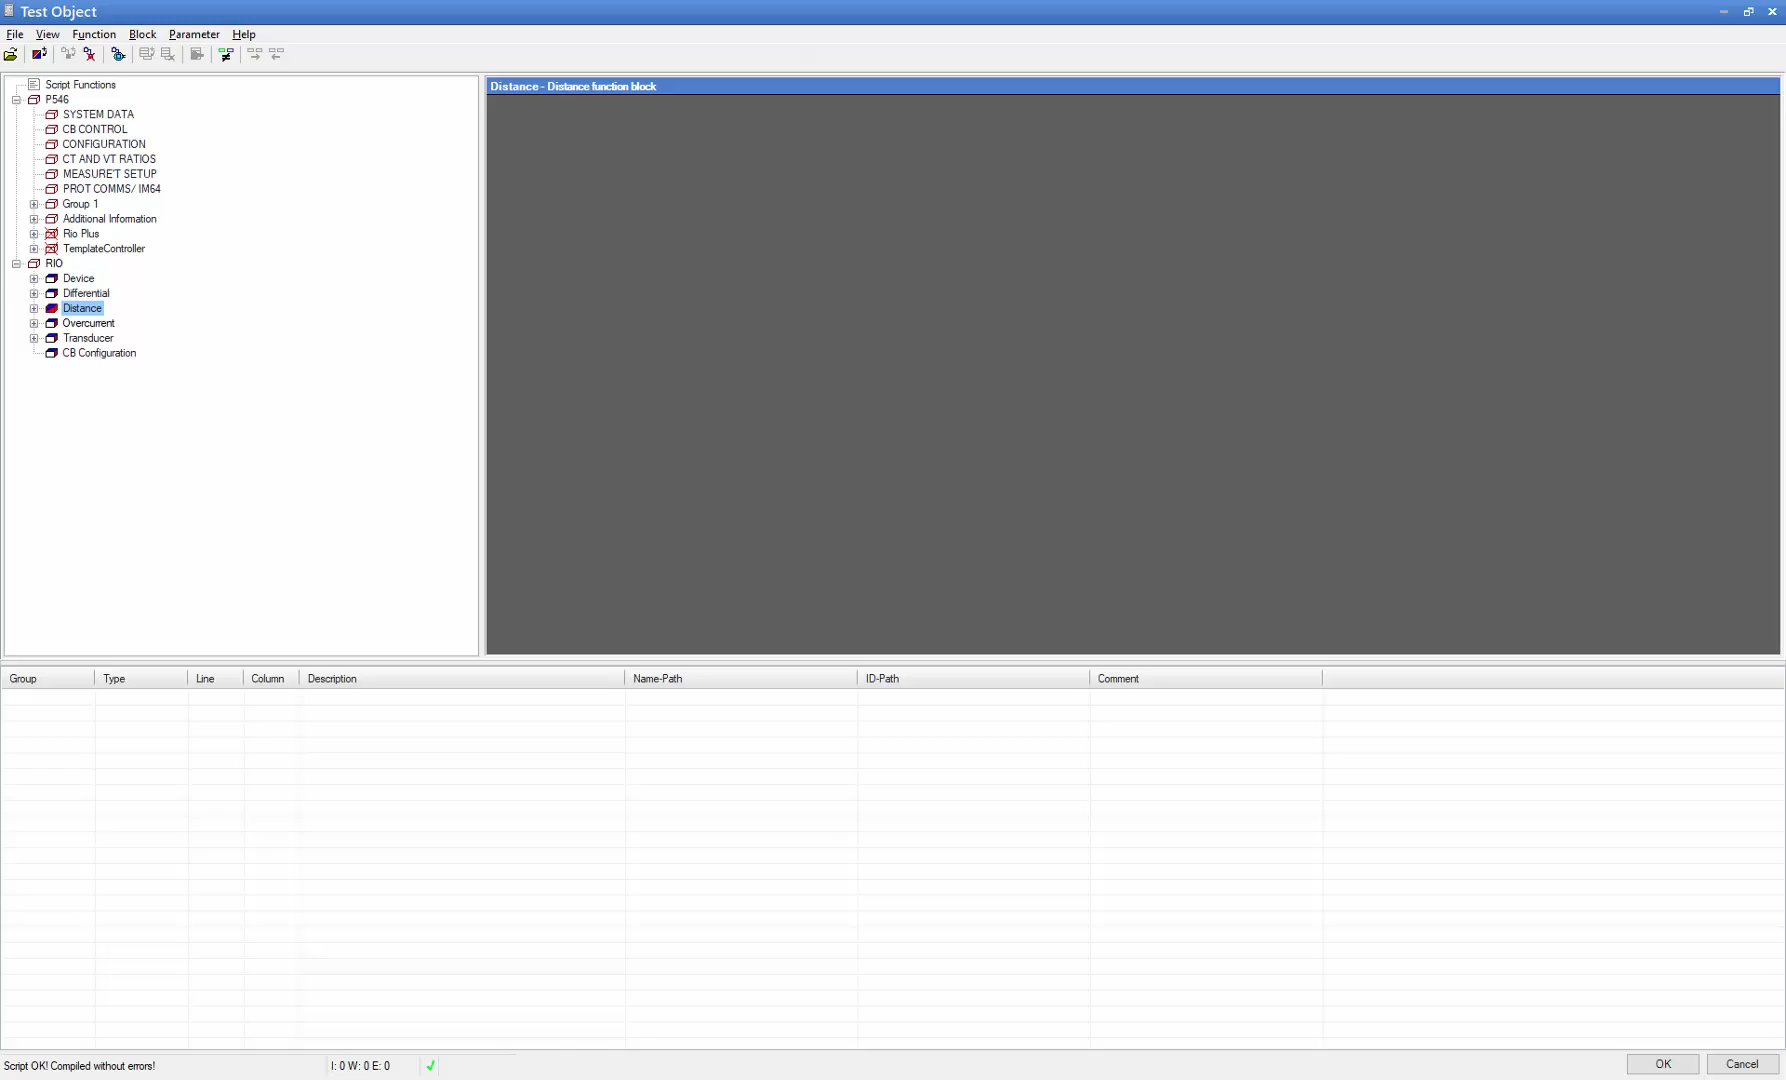 Test Object
File View Function Block Parameter Help
Script Functions
P546
SYSTEM DATA
CB CONTROL
CONFIGURATION
CT AND VT RATIOS
MEASURE'T SETUP
PROT COMMS/ IM64
Group 1
Additional Information
Rio Plus
TemplateController
RIO
Device
Differential
Distance
Overcurrent
Transducer
CB Configuration
Distance - Distance function block
Group Type Line Column Description Name-Path ID-Path Comment
Script OK! Compiled without errors! I: 0 W: 0 E: 0
OK Cancel